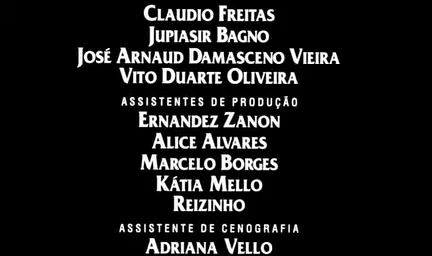 CLAUDIO FREITAS
JUPIASIR BAGNO
JOSÉ ARNAUD DAMASCENO VIEIRA
VITO DUARTE OLIVEIRA
ASSISTENTES DE PRODUÇÃO
ERNANDEZ ZANON
ALICE ALVARES
MARCELO BORGES
KÁTIA MELLO
REIZINHO
ASSISTENTE DE CENOGRAFIA
ADRIANA VELLO